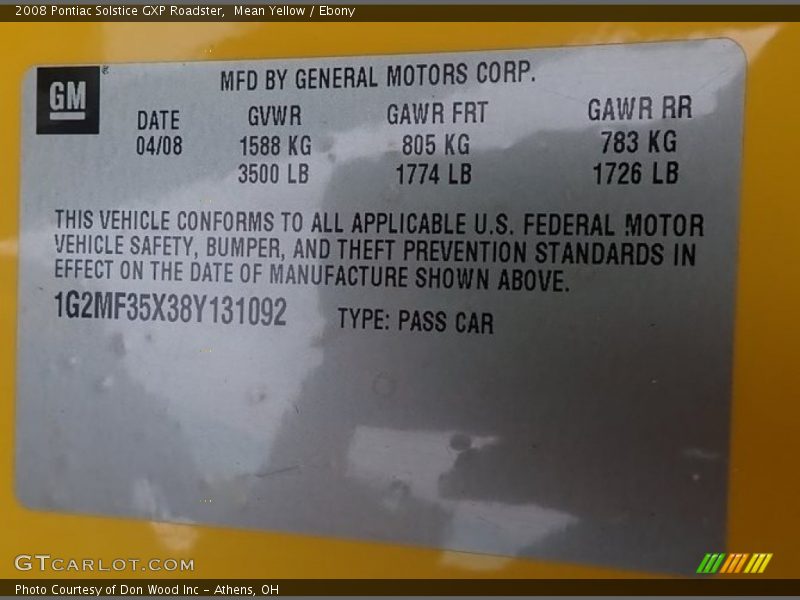 2008 Pontiac Solstice GXP Roadster,  Mean Yellow / Ebony
GM
MFD BY GENERAL MOTORS CORP.
DATE GVWR GAWR FRT GAWR RR
04/08 1588 KG 805 KG 783 KG
3500 LB 1774 LB 1726 LB
THIS VEHICLE CONFORMS TO ALL APPLICABLE U.S. FEDERAL MOTOR
VEHICLE SAFETY, BUMPER, AND THEFT PREVENTION STANDARDS IN
EFFECT ON THE DATE OF MANUFACTURE SHOWN ABOVE.
1G2MF35X38Y131092 TYPE: PASS CAR
GTCARLOT.COM
Photo Courtesy of Don Wood Inc - Athens, OH